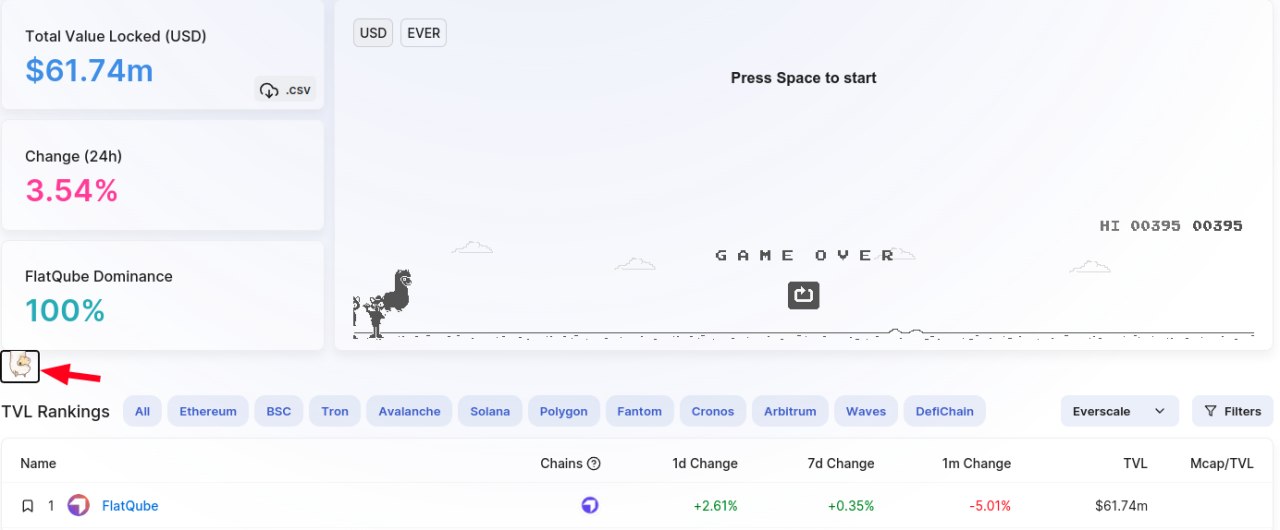 Total Value Locked (USD)
$61.74m
.csv
Change (24h)
3.54%
FlatQube Dominance
100%
USD EVER
Press Space to start
HI 00395 00395
GAME OVER
TVL Rankings All Ethereum BSC Tron Avalanche Solana Polygon Fantom Cronos Arbitrum Waves DefiChain Everscale Filters
Name Chains ? 1d Change 7d Change 1m Change TVL Mcap/TVL
1 FlatQube +2.61% +0.35% -5.01% $61.74m